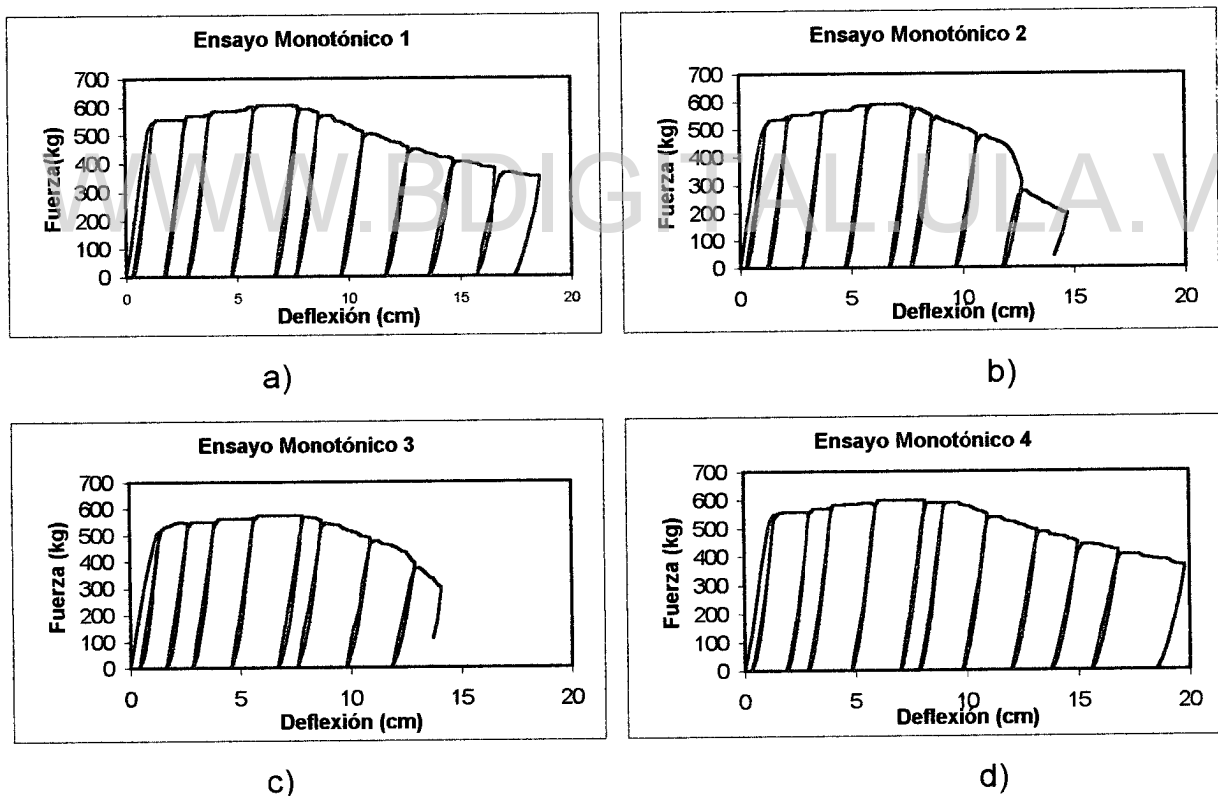 Ensayo Monotónico 1
700
600
500
400
300
200
100
0
Fuerza(kg)
0 5 10 15 20
Deflexión (cm)
a)
Ensayo Monotónico 2
700
600
500
400
300
200
100
0
Fuerza (kg)
0 5 10 15 20
Deflexión (cm)
b)
WWW.BDIGITAL.ULA.V
Ensayo Monotónico 3
700
600
500
400
300
200
100
0
Fuerza (kg)
0 5 10 15 20
Deflexión (cm)
c)
Ensayo Monotónico 4
700
600
500
400
300
200
100
0
Fuerza (kg)
0 5 10 15 20
Deflexión (cm)
d)